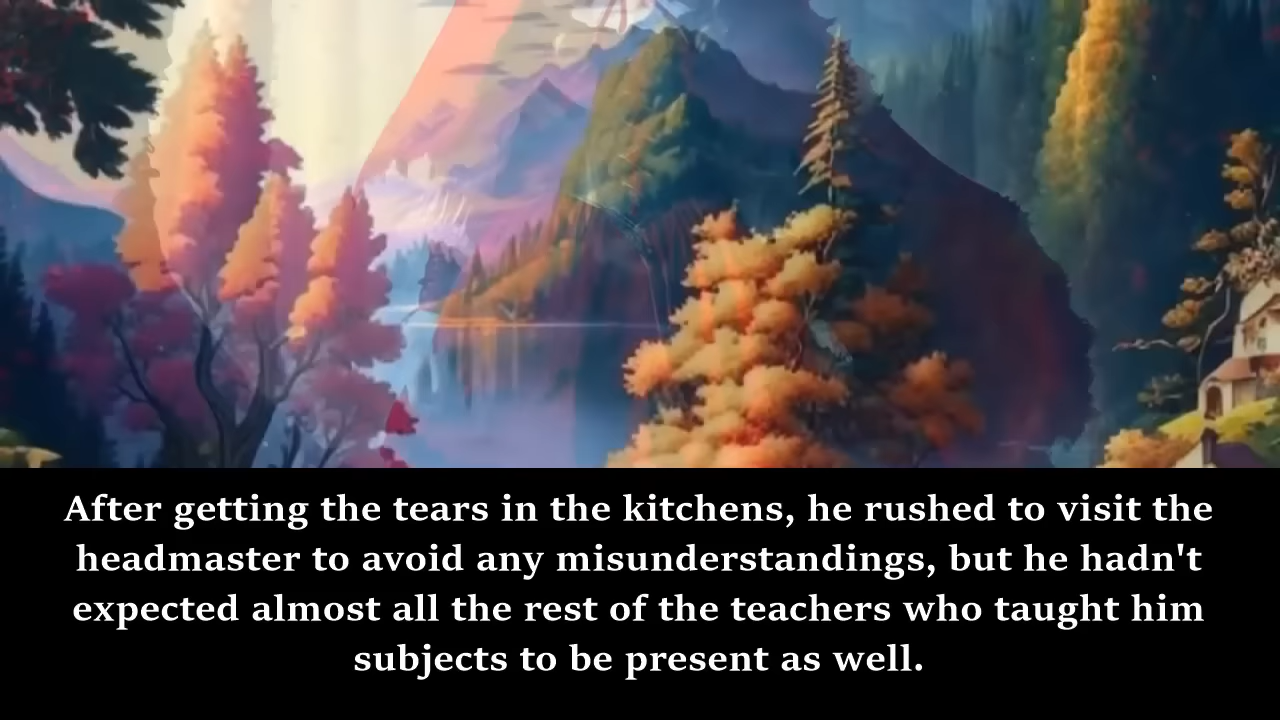 After getting the tears in the kitchens, he rushed to visit the
headmaster to avoid any misunderstandings, but he hadn't
expected almost all the rest of the teachers who taught him
subjects to be present as well.